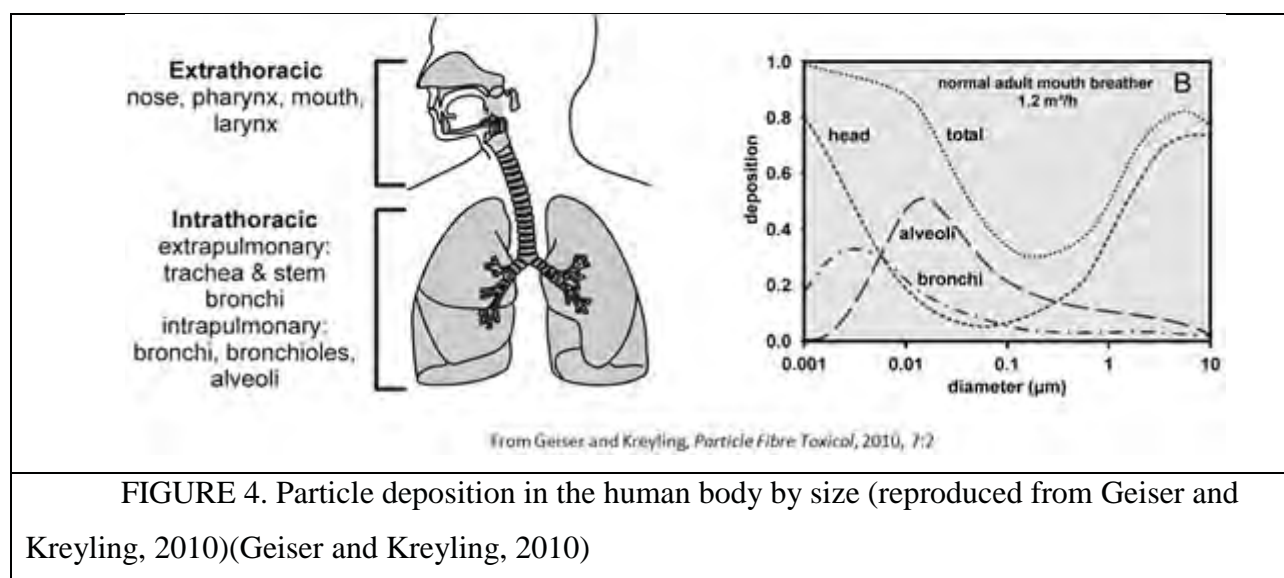 Extrathoracic
nose, pharynx, mouth,
larynx
Intrathoracic
extrapulmonary:
trachea & stem
bronchi
intrapulmonary:
bronchi, bronchioles,
alveoli
1.0
0.8
0.6
0.4
0.2
0.0
deposition
normal adult mouth breather
1.2 m³/h
B
head
total
alveoli
bronchi
0.001
0.01
0.1
1
10
diameter (µm)
From Geiser and Kreyling, Particle Fibre Toxicol, 2010, 7:2
FIGURE 4. Particle deposition in the human body by size (reproduced from Geiser and
Kreyling, 2010)(Geiser and Kreyling, 2010)